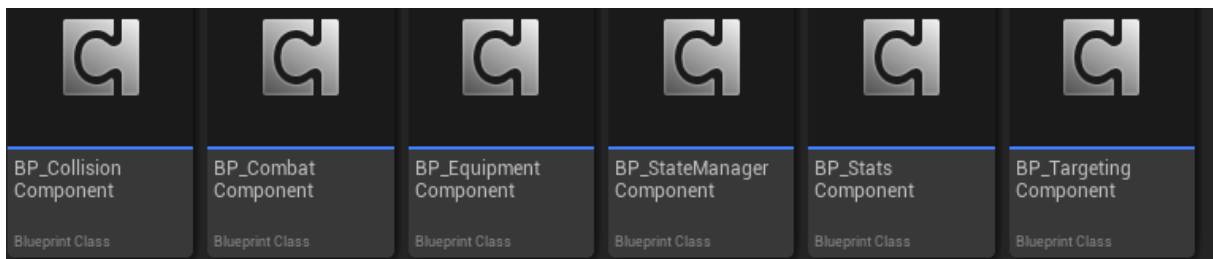 BP_Collision
Component
Blueprint Class
BP_Combat
Component
Blueprint Class
BP_Equipment
Component
Blueprint Class
BP_StateManager
Component
Blueprint Class
BP_Stats
Component
Blueprint Class
BP_Targeting
Component
Blueprint Class